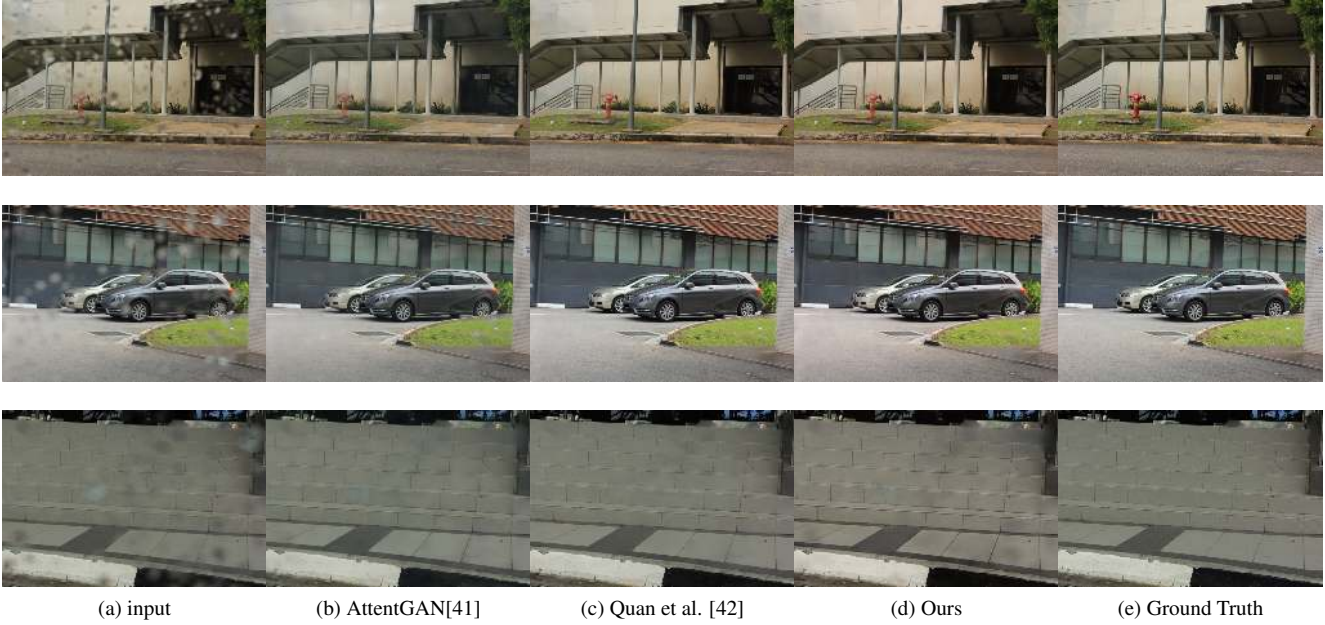 (a) input
(b) AttentGAN[41]
(c) Quan et al. [42]
(d) Ours
(e) Ground Truth